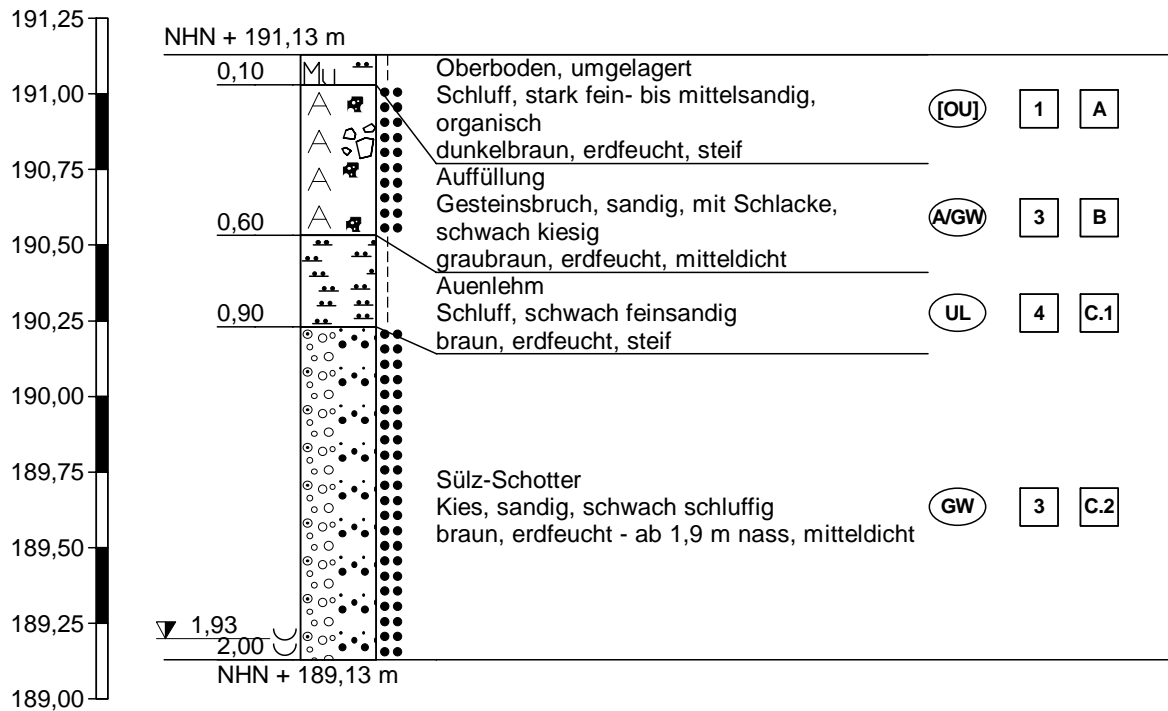 191,25
191,00
190,75
190,50
190,25
190,00
189,75
189,50
189,25
189,00
NHN + 191,13 m
0,10
Mu
A
A
A
A
0,60
0,90
1,93
2,00
NHN + 189,13 m
Oberboden, umgelagert
Schluff, stark fein- bis mittelsandig,
organisch
dunkelbraun, erdfeucht, steif
[OU] 1 A
Auffüllung
Gesteinsbruch, sandig, mit Schlacke,
schwach kiesig
graubraun, erdfeucht, mitteldicht
A/GW 3 B
Auenlehm
Schluff, schwach feinsandig
braun, erdfeucht, steif
UL 4 C.1
Sülz-Schotter
Kies, sandig, schwach schluffig
braun, erdfeucht - ab 1,9 m nass, mitteldicht
GW 3 C.2